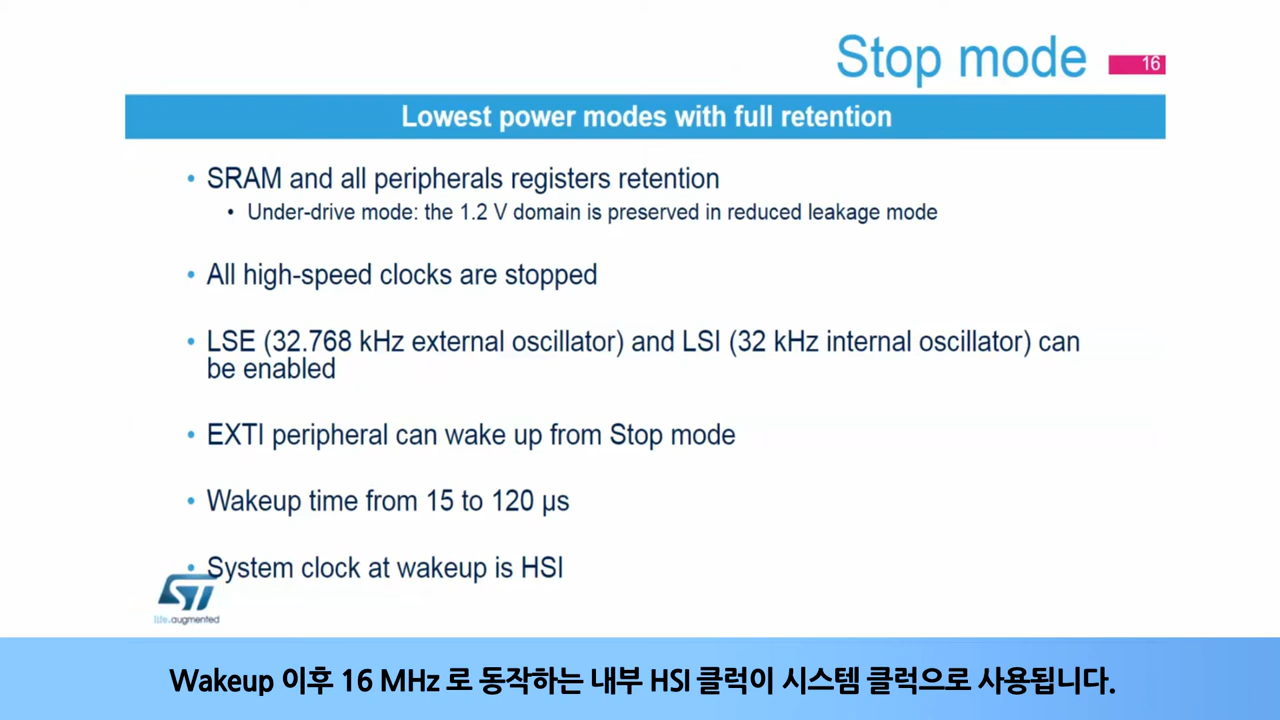 Stop mode
16
Lowest power modes with full retention
• SRAM and all peripherals registers retention
• Under-drive mode: the 1.2 V domain is preserved in reduced leakage mode
• All high-speed clocks are stopped
• LSE (32.768 kHz external oscillator) and LSI (32 kHz internal oscillator) can
be enabled
• EXTI peripheral can wake up from Stop mode
• Wakeup time from 15 to 120 µs
• System clock at wakeup is HSI
ST
life.augmented
Wakeup 이후 16 MHz 로 동작하는 내부 HSI 클럭이 시스템 클럭으로 사용됩니다.